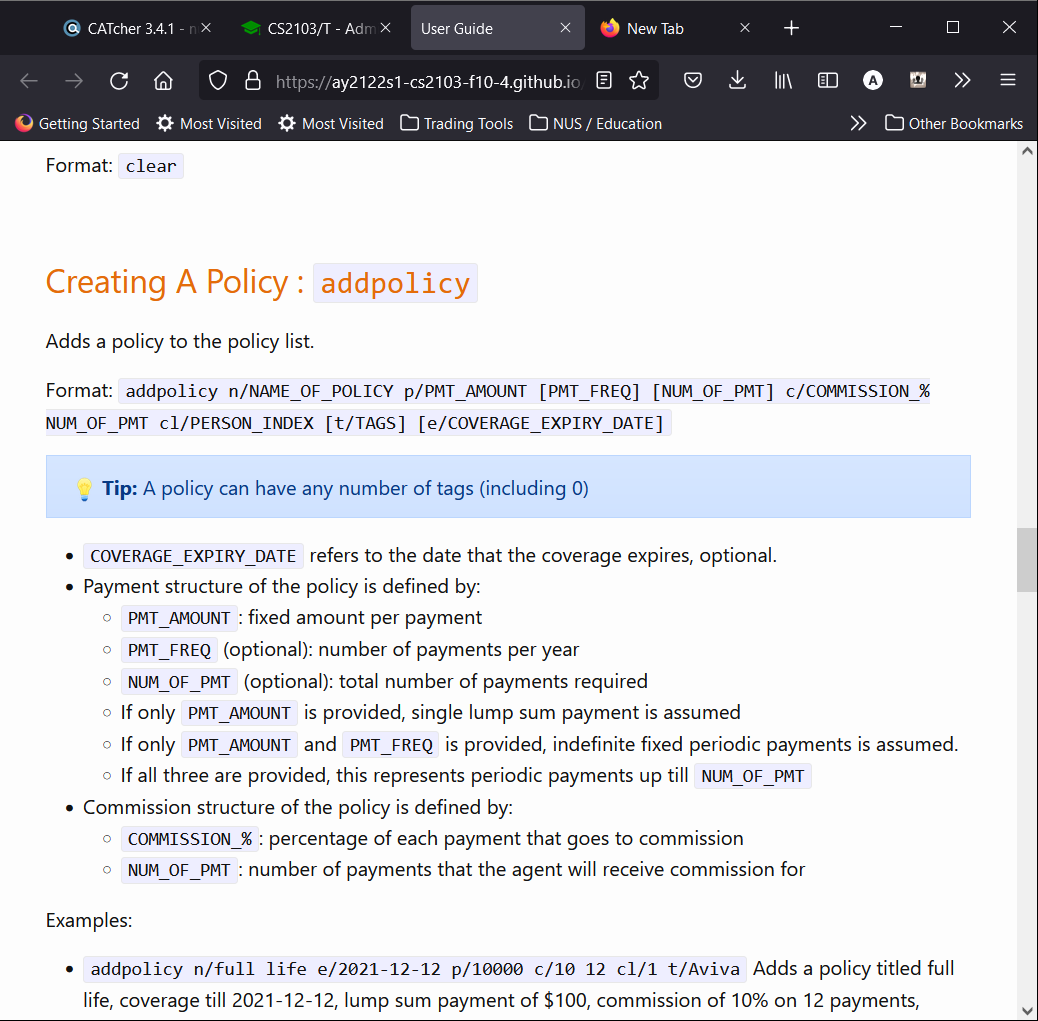 CATcher 3.4.1 - n
CS2103/T - Adm
User Guide
New Tab
https://ay2122s1-cs2103-f10-4.github.io/
A
Getting Started
Most Visited
Most Visited
Trading Tools
NUS / Education
Other Bookmarks
Format: clear
Creating A Policy : addpolicy
Adds a policy to the policy list.
Format: addpolicy n/NAME_OF_POLICY p/PMT_AMOUNT [PMT_FREQ] [NUM_OF_PMT] c/COMMISSION_%
NUM_OF_PMT cl/PERSON_INDEX [t/TAGS] [e/COVERAGE_EXPIRY_DATE]
Tip: A policy can have any number of tags (including 0)
COVERAGE_EXPIRY_DATE refers to the date that the coverage expires, optional.
Payment structure of the policy is defined by:
PMT_AMOUNT : fixed amount per payment
PMT_FREQ (optional): number of payments per year
NUM_OF_PMT (optional): total number of payments required
If only PMT_AMOUNT is provided, single lump sum payment is assumed
If only PMT_AMOUNT and PMT_FREQ is provided, indefinite fixed periodic payments is assumed.
If all three are provided, this represents periodic payments up till NUM_OF_PMT
Commission structure of the policy is defined by:
COMMISSION_% : percentage of each payment that goes to commission
NUM_OF_PMT : number of payments that the agent will receive commission for
Examples:
addpolicy n/full life e/2021-12-12 p/10000 c/10 12 cl/1 t/Aviva Adds a policy titled full
life, coverage till 2021-12-12, lump sum payment of $100, commission of 10% on 12 payments,